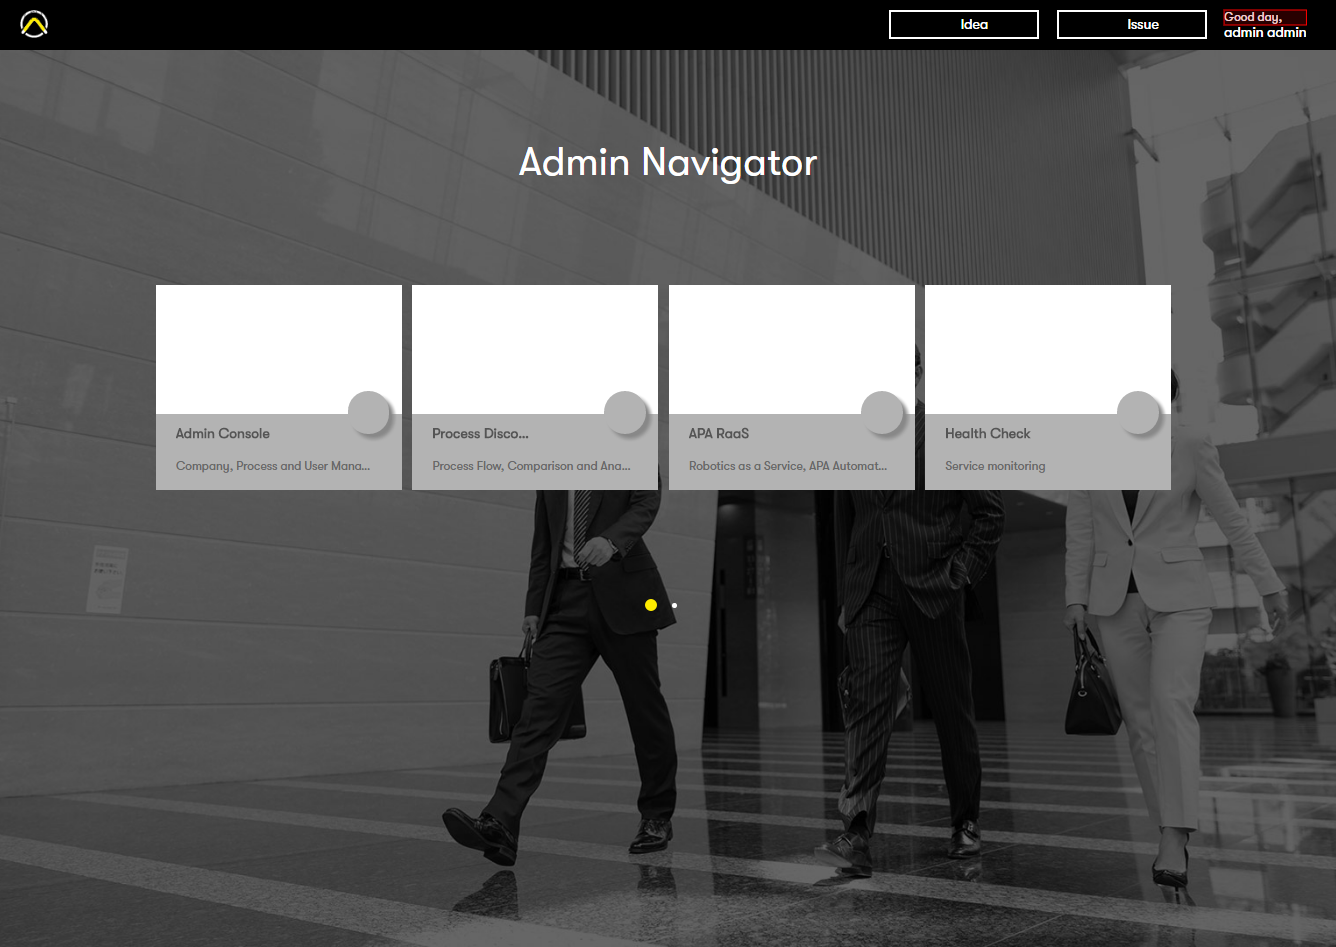 Idea
Issue
Good day,
admin admin
Admin Navigator
Admin Console
Company, Process and User Mana...
Process Disco...
Process Flow, Comparison and Ana...
APA RaaS
Robotics as a Service, APA Automat...
Health Check
Service monitoring